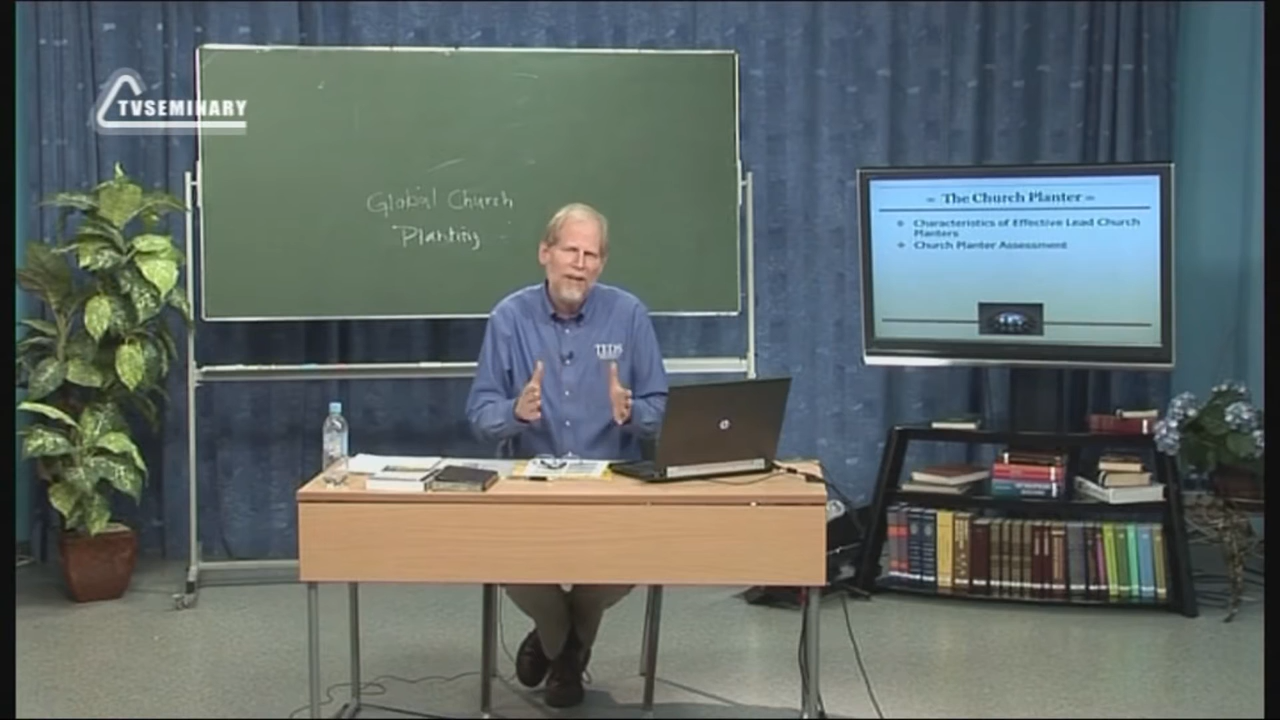 TVSEMINARY
Global Church
Planting
The Church Planter
Characteristics of Effective Lead Church
Planters
Church Planter Assessment
TEDS